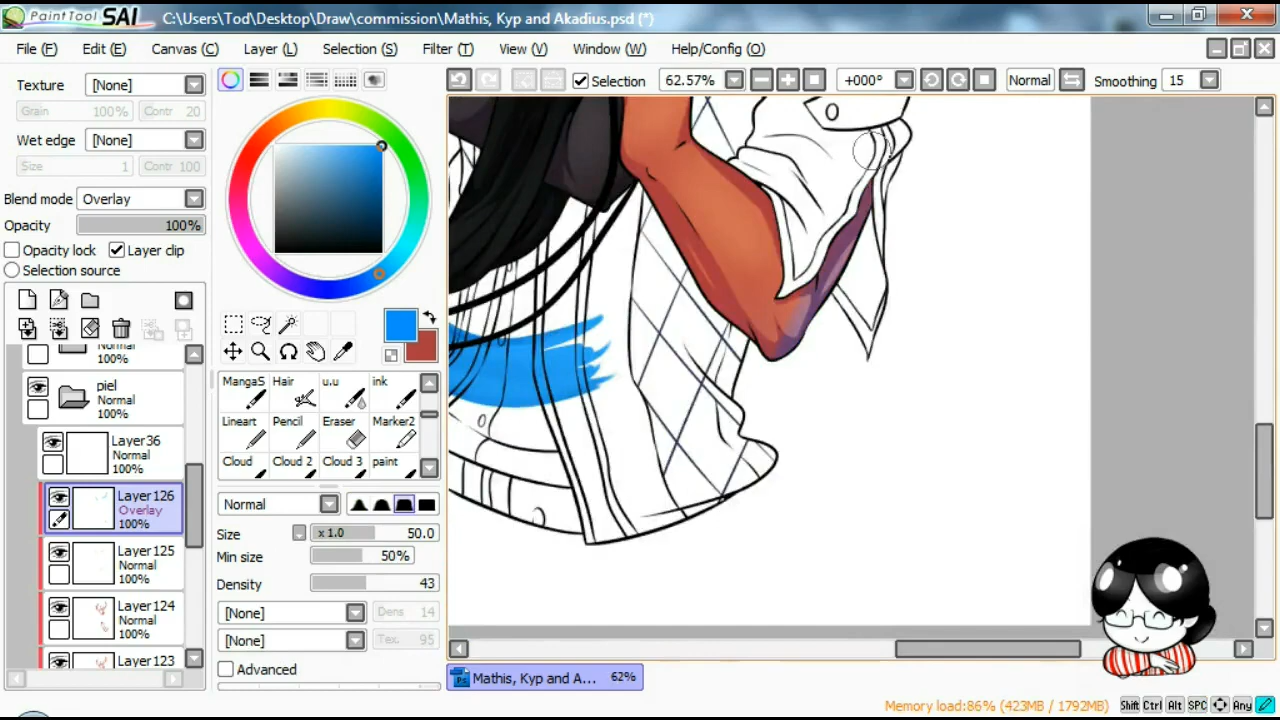 PaintTool SAI C:\Users\Tod\Desktop\Draw\commission\Mathis, Kyp and Akadius.psd (*)
File (F) Edit (E) Canvas (C) Layer (L) Selection (S) Filter (T) View (V) Window (W) Help/Config (O)
Texture [None]
Grain 100% Contr 20
Wet edge [None]
Size 1 Contr 100
Blend mode Overlay
Opacity 100%
Opacity lock Layer clip
Selection source
Selection 62.57% +000° Normal Smoothing 15
Normal
100%
piel
Normal
100%
Layer36
Normal
100%
Layer126
Overlay
100%
Layer125
Normal
100%
Layer124
Normal
100%
Layer123
MangaS Hair u.u ink
Lineart Pencil Eraser Marker2
Cloud Cloud 2 Cloud 3 paint
Normal
Size x 1.0 50.0
Min size 50%
Density 43
[None] Dens 14
[None] Tex. 95
Advanced
Ps Mathis, Kyp and A... 62%
Memory load:86% (423MB / 1792MB) Shift Ctrl Alt SPC Any